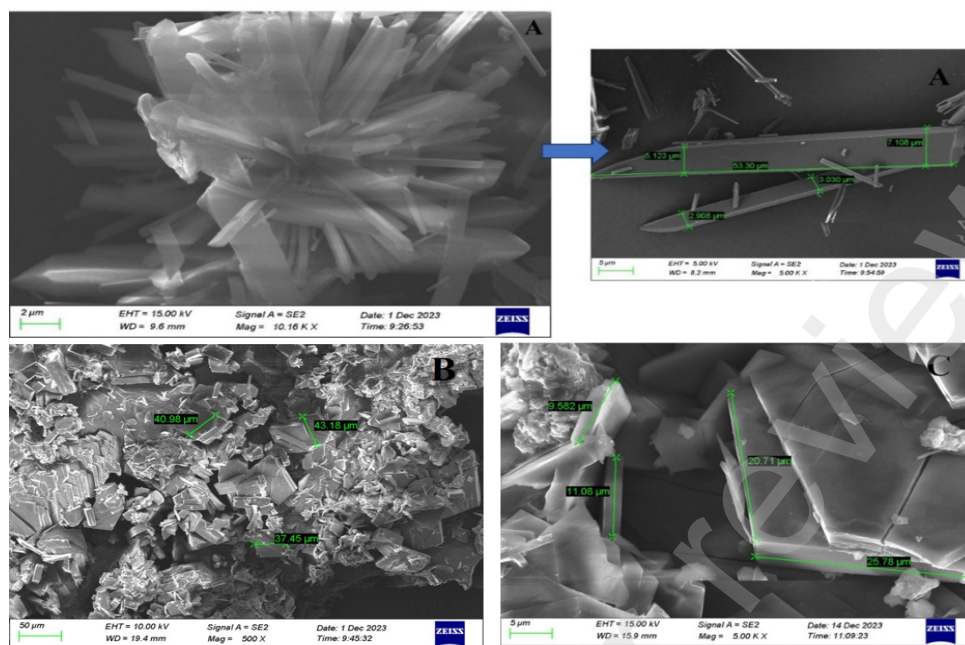 A
2 µm
EHT = 15.00 kV
Signal A = SE2
Date: 1 Dec 2023
WD = 9.6 mm
Mag = 10.16 K X
Time: 9:26:53
ZEISS
A
7.108 µm
53.30 µm
3.030 µm
2.908 µm
5 µm
EHT = 5.00 kV
Signal A = SE2
Date: 1 Dec 2023
WD = 8.2 mm
Mag = 5.00 K X
Time: 9:54:59
ZEISS
B
40.98 µm
43.18 µm
37.45 µm
50 µm
EHT = 10.00 kV
Signal A = SE2
Date: 1 Dec 2023
WD = 19.4 mm
Mag = 500 X
Time: 9:45:32
ZEISS
C
9.582 µm
20.71 µm
11.08 µm
25.78 µm
5 µm
EHT = 15.00 kV
Signal A = SE2
Date: 14 Dec 2023
WD = 15.9 mm
Mag = 5.00 K X
Time: 11:09:23
ZEISS
review